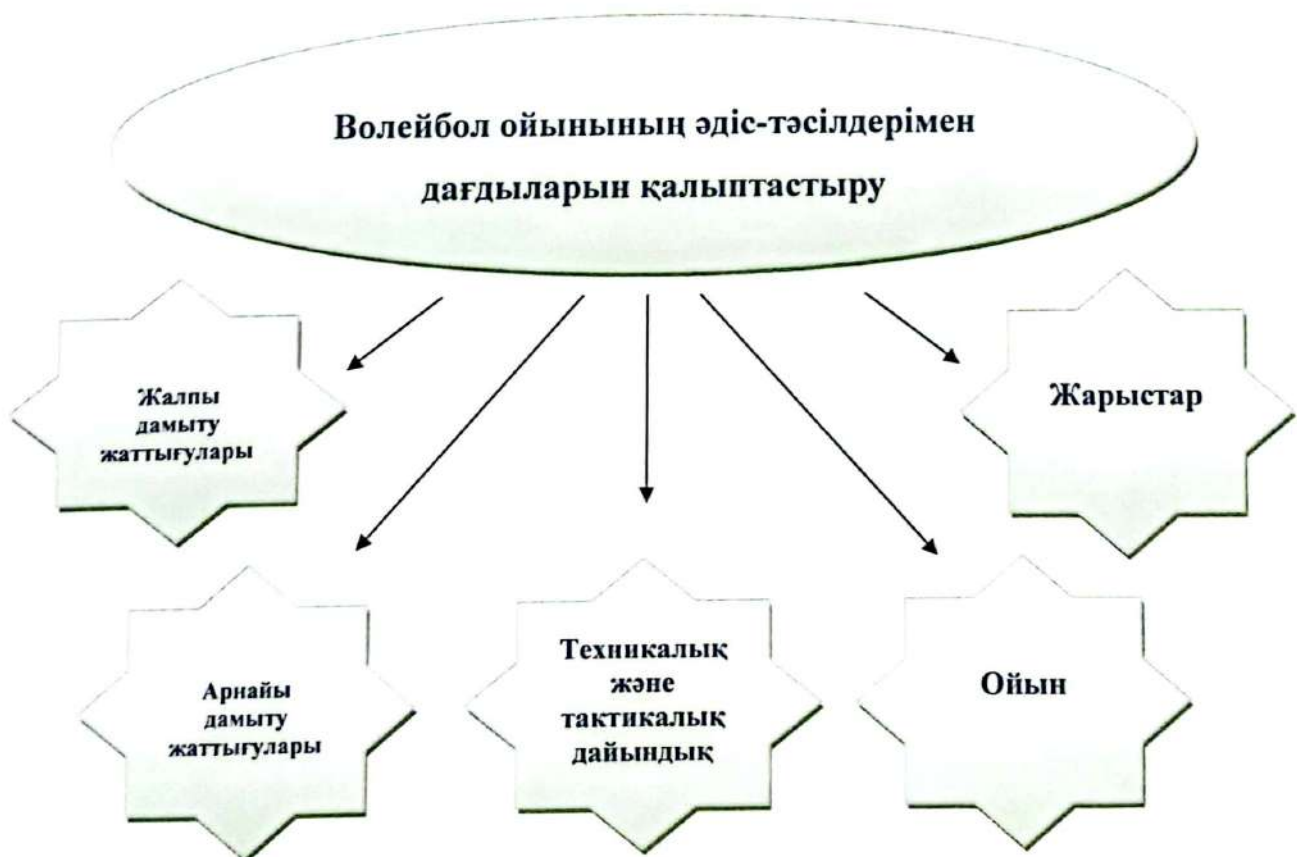 Волейбол ойынының әдіс-тәсілдерімен
дағдыларын қалыптастыру
Жалпы
дамыту
жаттығулары
Жарыстар
Арнайы
дамыту
жаттығулары
Техникалық
және
тактикалық
дайындық
Ойын